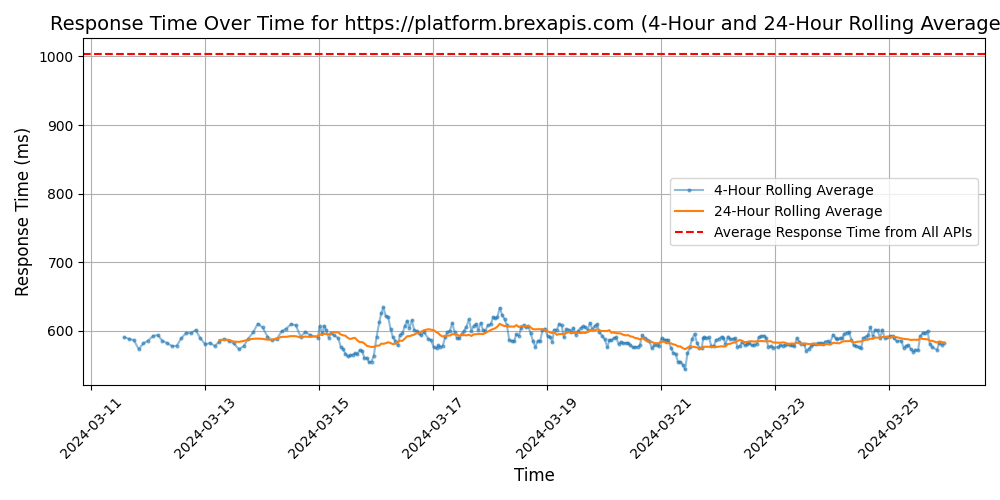 Response Time Over Time for https://platform.brexapis.com (4-Hour and 24-Hour Rolling Average
Response Time (ms)
1000
900
800
700
600
4-Hour Rolling Average
24-Hour Rolling Average
Average Response Time from All APIs
2024-03-11
2024-03-13
2024-03-15
2024-03-17
2024-03-19
2024-03-21
2024-03-23
2024-03-25
Time